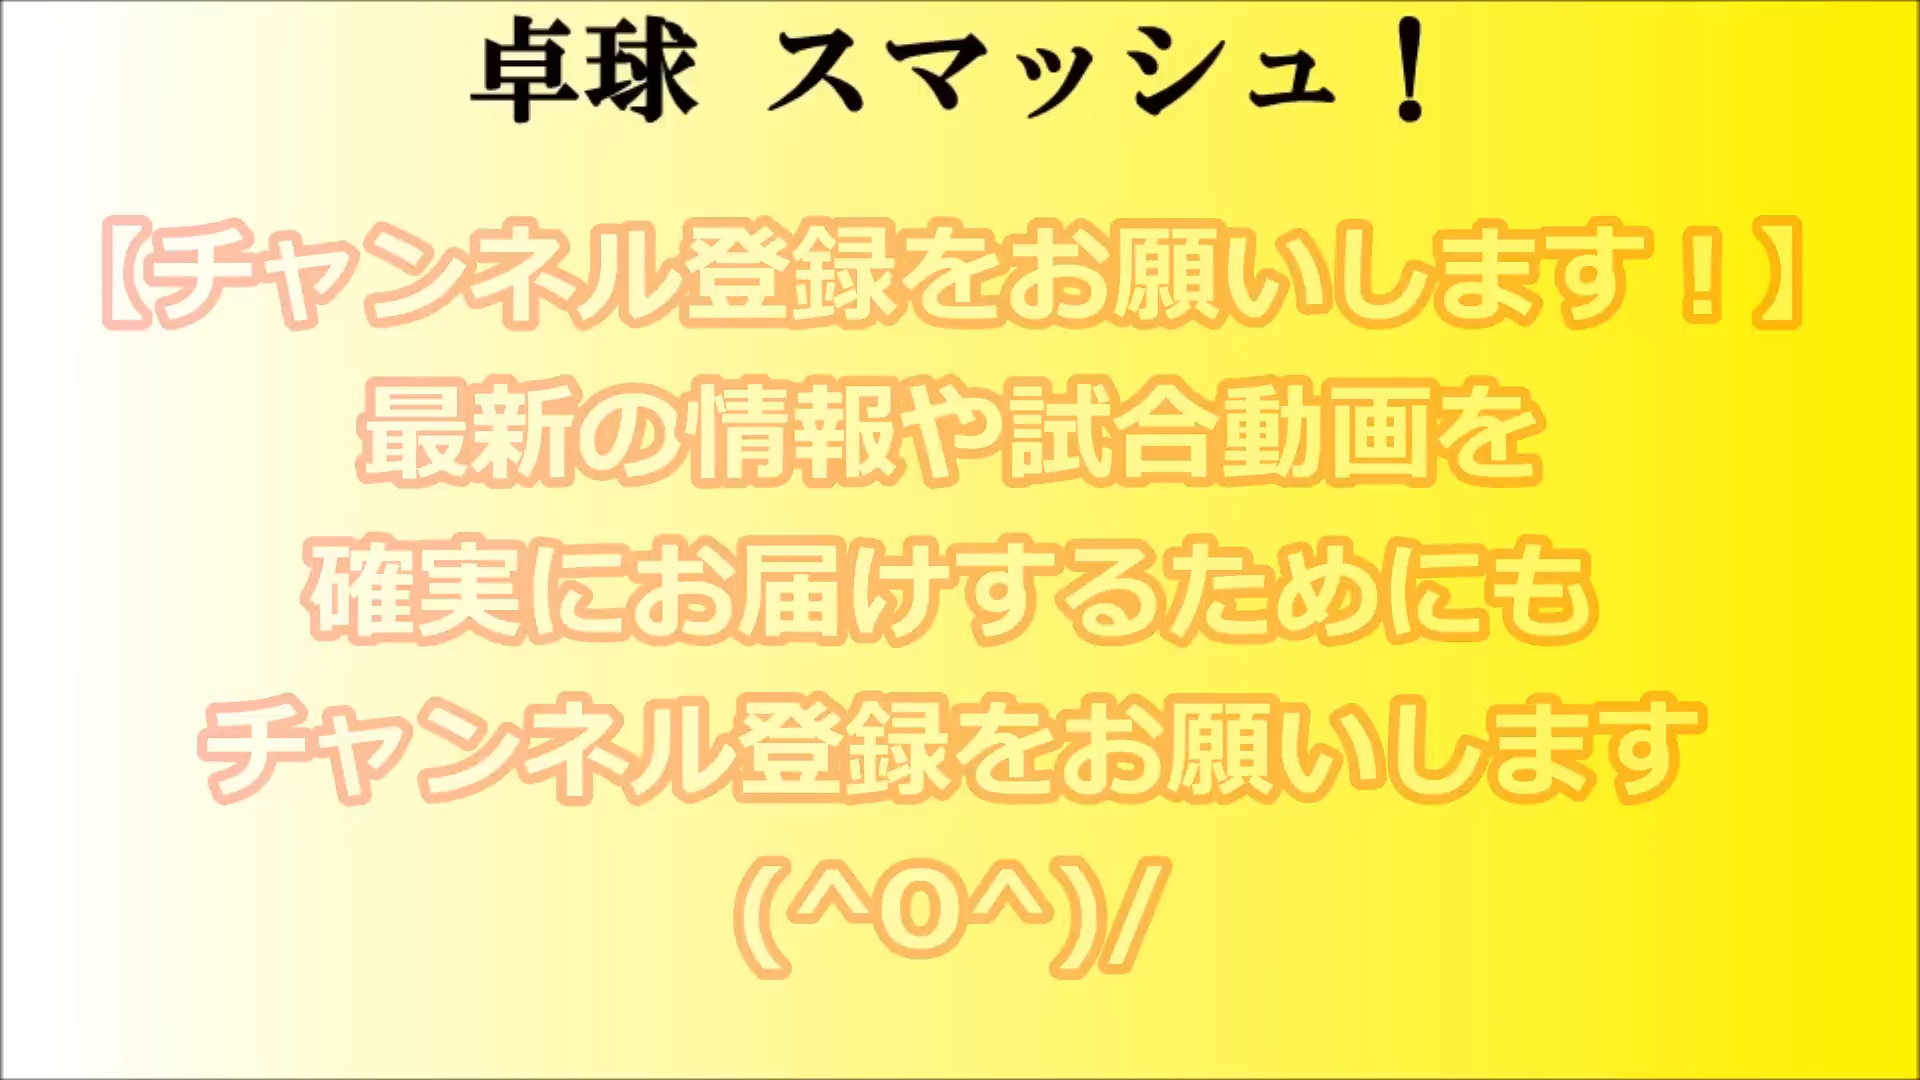 卓球 スマッシュ！
【チャンネル登録をお願いします！】
最新の情報や試合動画を
確実にお届けするためにも
チャンネル登録をお願いします
(^O^)/